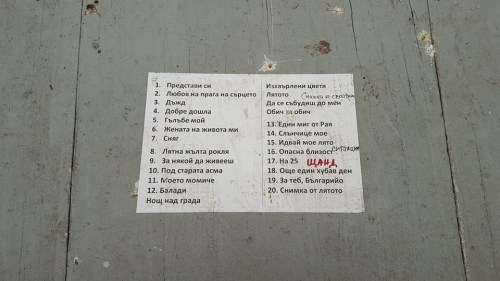 1. Представи си
2. Любов на прага на сърцето
3. Дъжд
4. Добре дошла
5. Гълъбе мой
6. Жената на живота ми
7. Сняг
8. Лятна жълта рокля
9. За някой да живееш
10. Под старата асма
11. Моето момиче
12. Балади
Нощ над града
Изхвърлени цветя
Лятото
Да се събудиш до мен
Обич за обич
13. Един миг от Рая
14. Слънчице мое
15. Идвай мое лято
16. Опасна близост
17. На 25 ЩАНД
18. Още един хубав ден
19. За теб, Българийо
20. Снимка от лятото